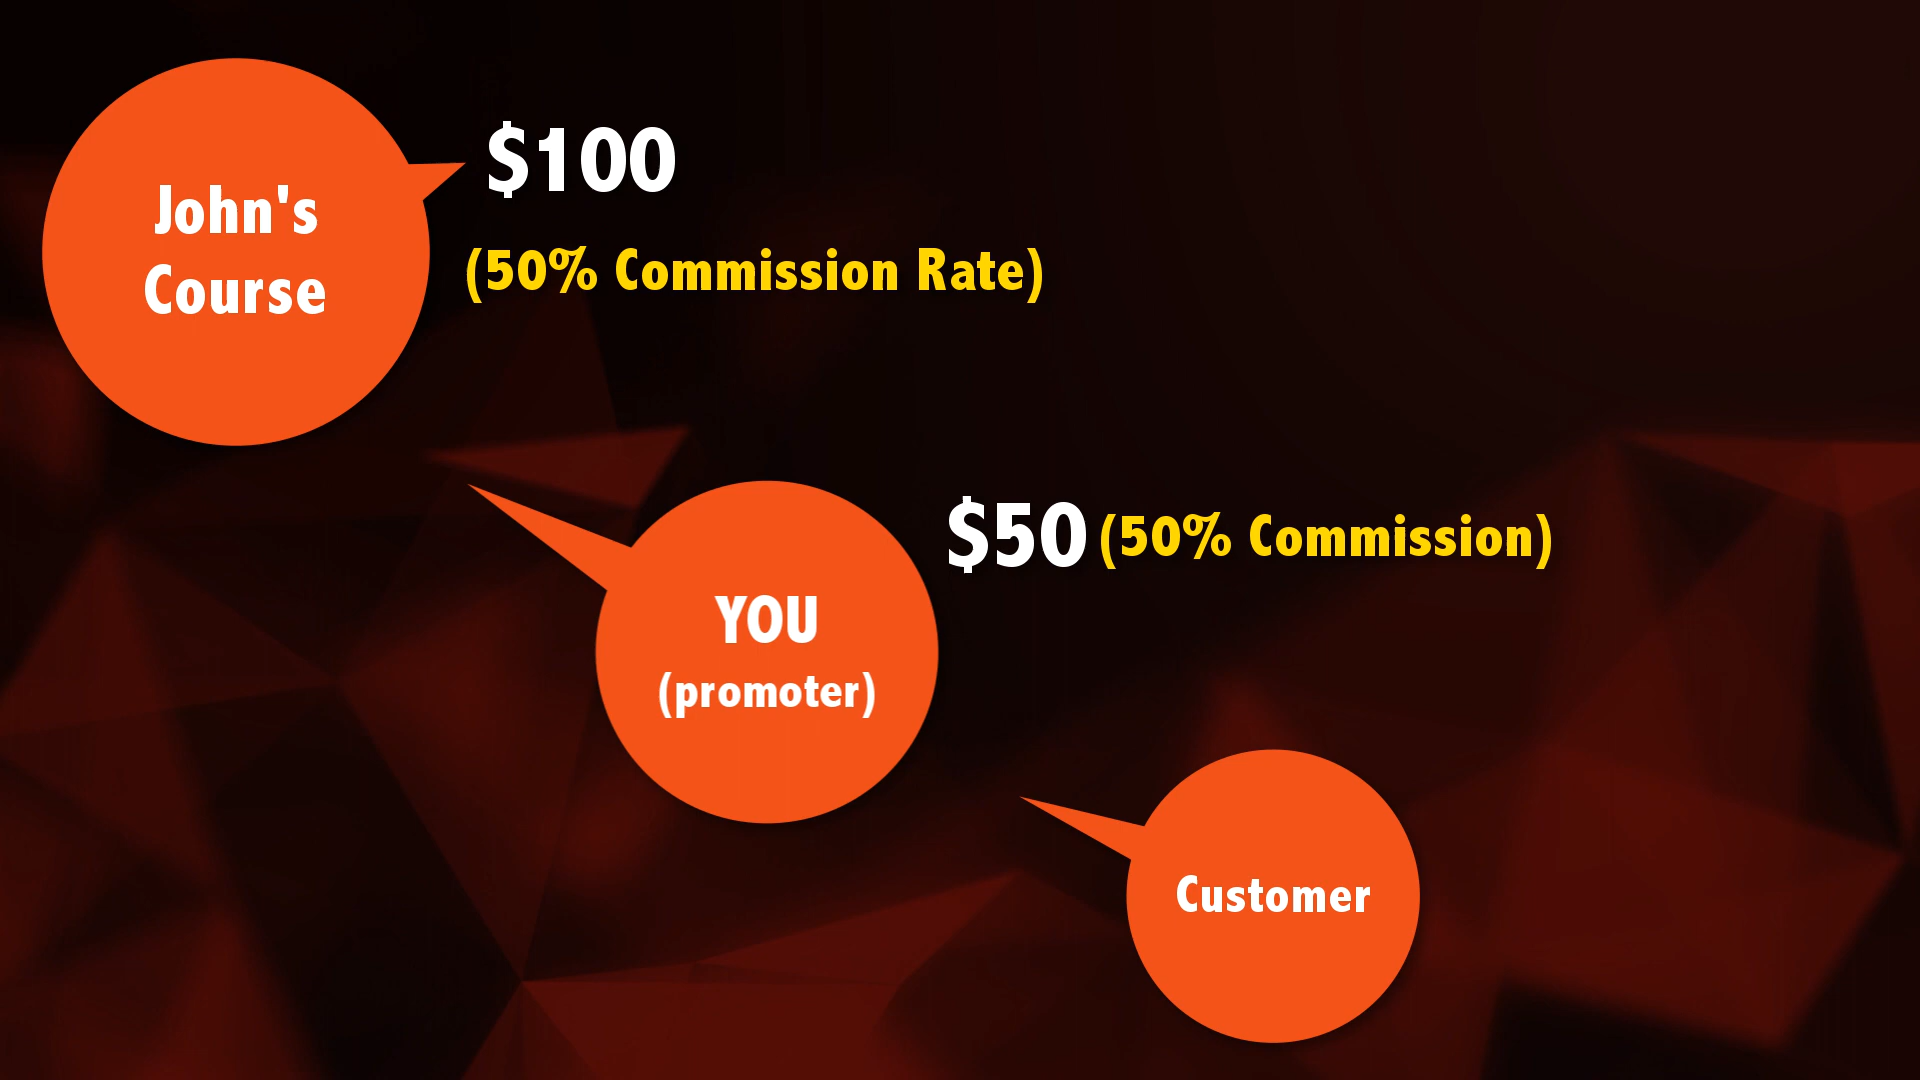 John's
Course
$100
(50% Commission Rate)
$50 (50% Commission)
YOU
(promoter)
Customer